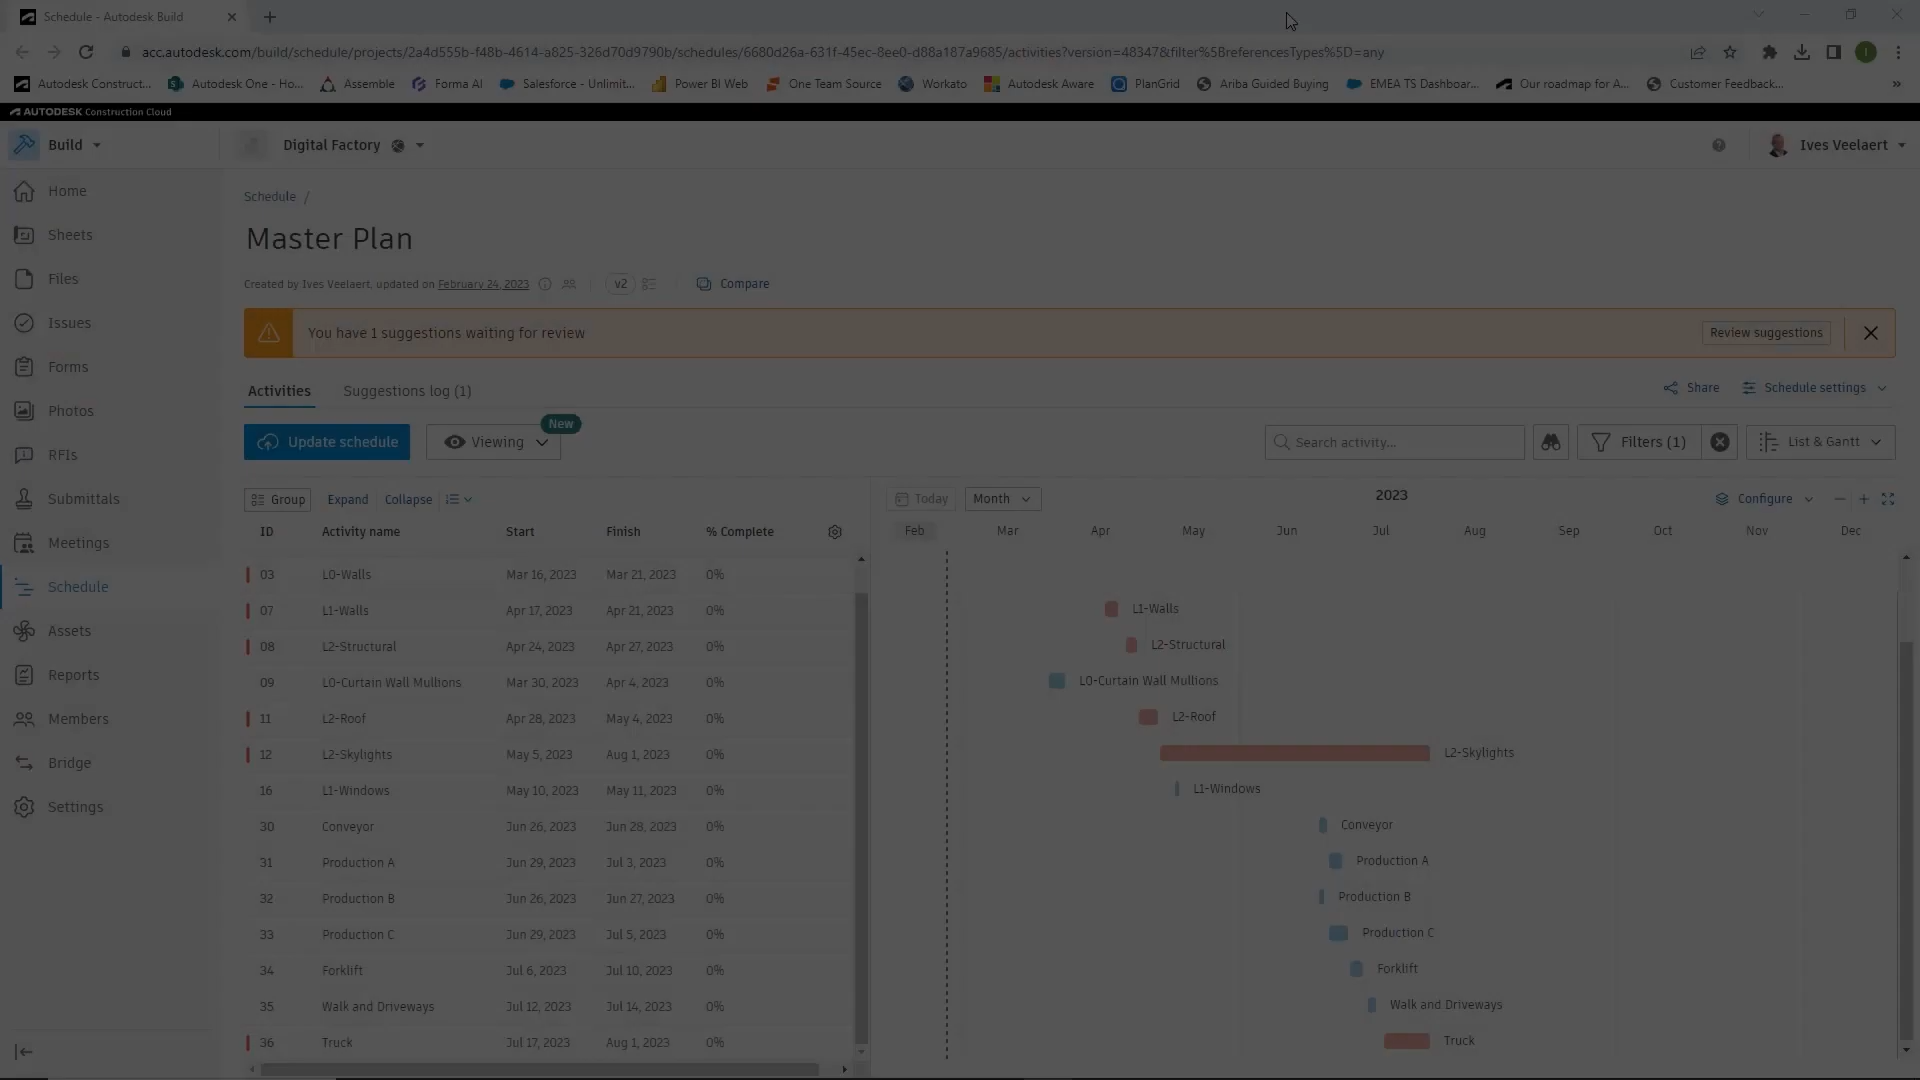 Schedule - Autodesk Build
acc.autodesk.com/build/schedule/projects/2a4d555b-f48b-4614-a825-326d70d9790b/schedules/6680d26a-631f-45ec-8ee0-d88a187a9685/activities?version=48347&filter%5BreferencesTypes%5D=any
I
Autodesk Construct...
Autodesk One - Ho...
Assemble
Forma AI
Salesforce - Unlimit...
Power BI Web
One Team Source
Workato
Autodesk Aware
PlanGrid
Ariba Guided Buying
EMEA TS Dashboar...
Our roadmap for A...
Customer Feedback...
»
AUTODESK Construction Cloud
Build
Digital Factory
Ives Veelaert
Home
Sheets
Files
Issues
Forms
Photos
RFIs
Submittals
Meetings
Schedule
Assets
Reports
Members
Bridge
Settings
Schedule /
Master Plan
Created by Ives Veelaert, updated on February 24, 2023
v2
Compare
You have 1 suggestions waiting for review
Review suggestions
Activities
Suggestions log (1)
Share
Schedule settings
Update schedule
Viewing
New
Search activity...
Filters (1)
List & Gantt
Group
Expand
Collapse
Today
Month
2023
Configure
ID Activity name Start Finish % Complete
Feb Mar Apr May Jun Jul Aug Sep Oct Nov Dec
03 L0-Walls Mar 16, 2023 Mar 21, 2023 0%
07 L1-Walls Apr 17, 2023 Apr 21, 2023 0%
08 L2-Structural Apr 24, 2023 Apr 27, 2023 0%
09 L0-Curtain Wall Mullions Mar 30, 2023 Apr 4, 2023 0%
11 L2-Roof Apr 28, 2023 May 4, 2023 0%
12 L2-Skylights May 5, 2023 Aug 1, 2023 0%
16 L1-Windows May 10, 2023 May 11, 2023 0%
30 Conveyor Jun 26, 2023 Jun 28, 2023 0%
31 Production A Jun 29, 2023 Jul 3, 2023 0%
32 Production B Jun 26, 2023 Jun 27, 2023 0%
33 Production C Jun 29, 2023 Jul 5, 2023 0%
34 Forklift Jul 6, 2023 Jul 10, 2023 0%
35 Walk and Driveways Jul 12, 2023 Jul 14, 2023 0%
36 Truck Jul 17, 2023 Aug 1, 2023 0%
L1-Walls
L2-Structural
L0-Curtain Wall Mullions
L2-Roof
L2-Skylights
L1-Windows
Conveyor
Production A
Production B
Production C
Forklift
Walk and Driveways
Truck